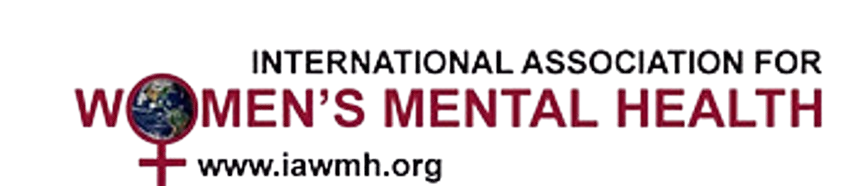 INTERNATIONAL ASSOCIATION FOR
WOMEN'S MENTAL HEALTH
www.iawmh.org